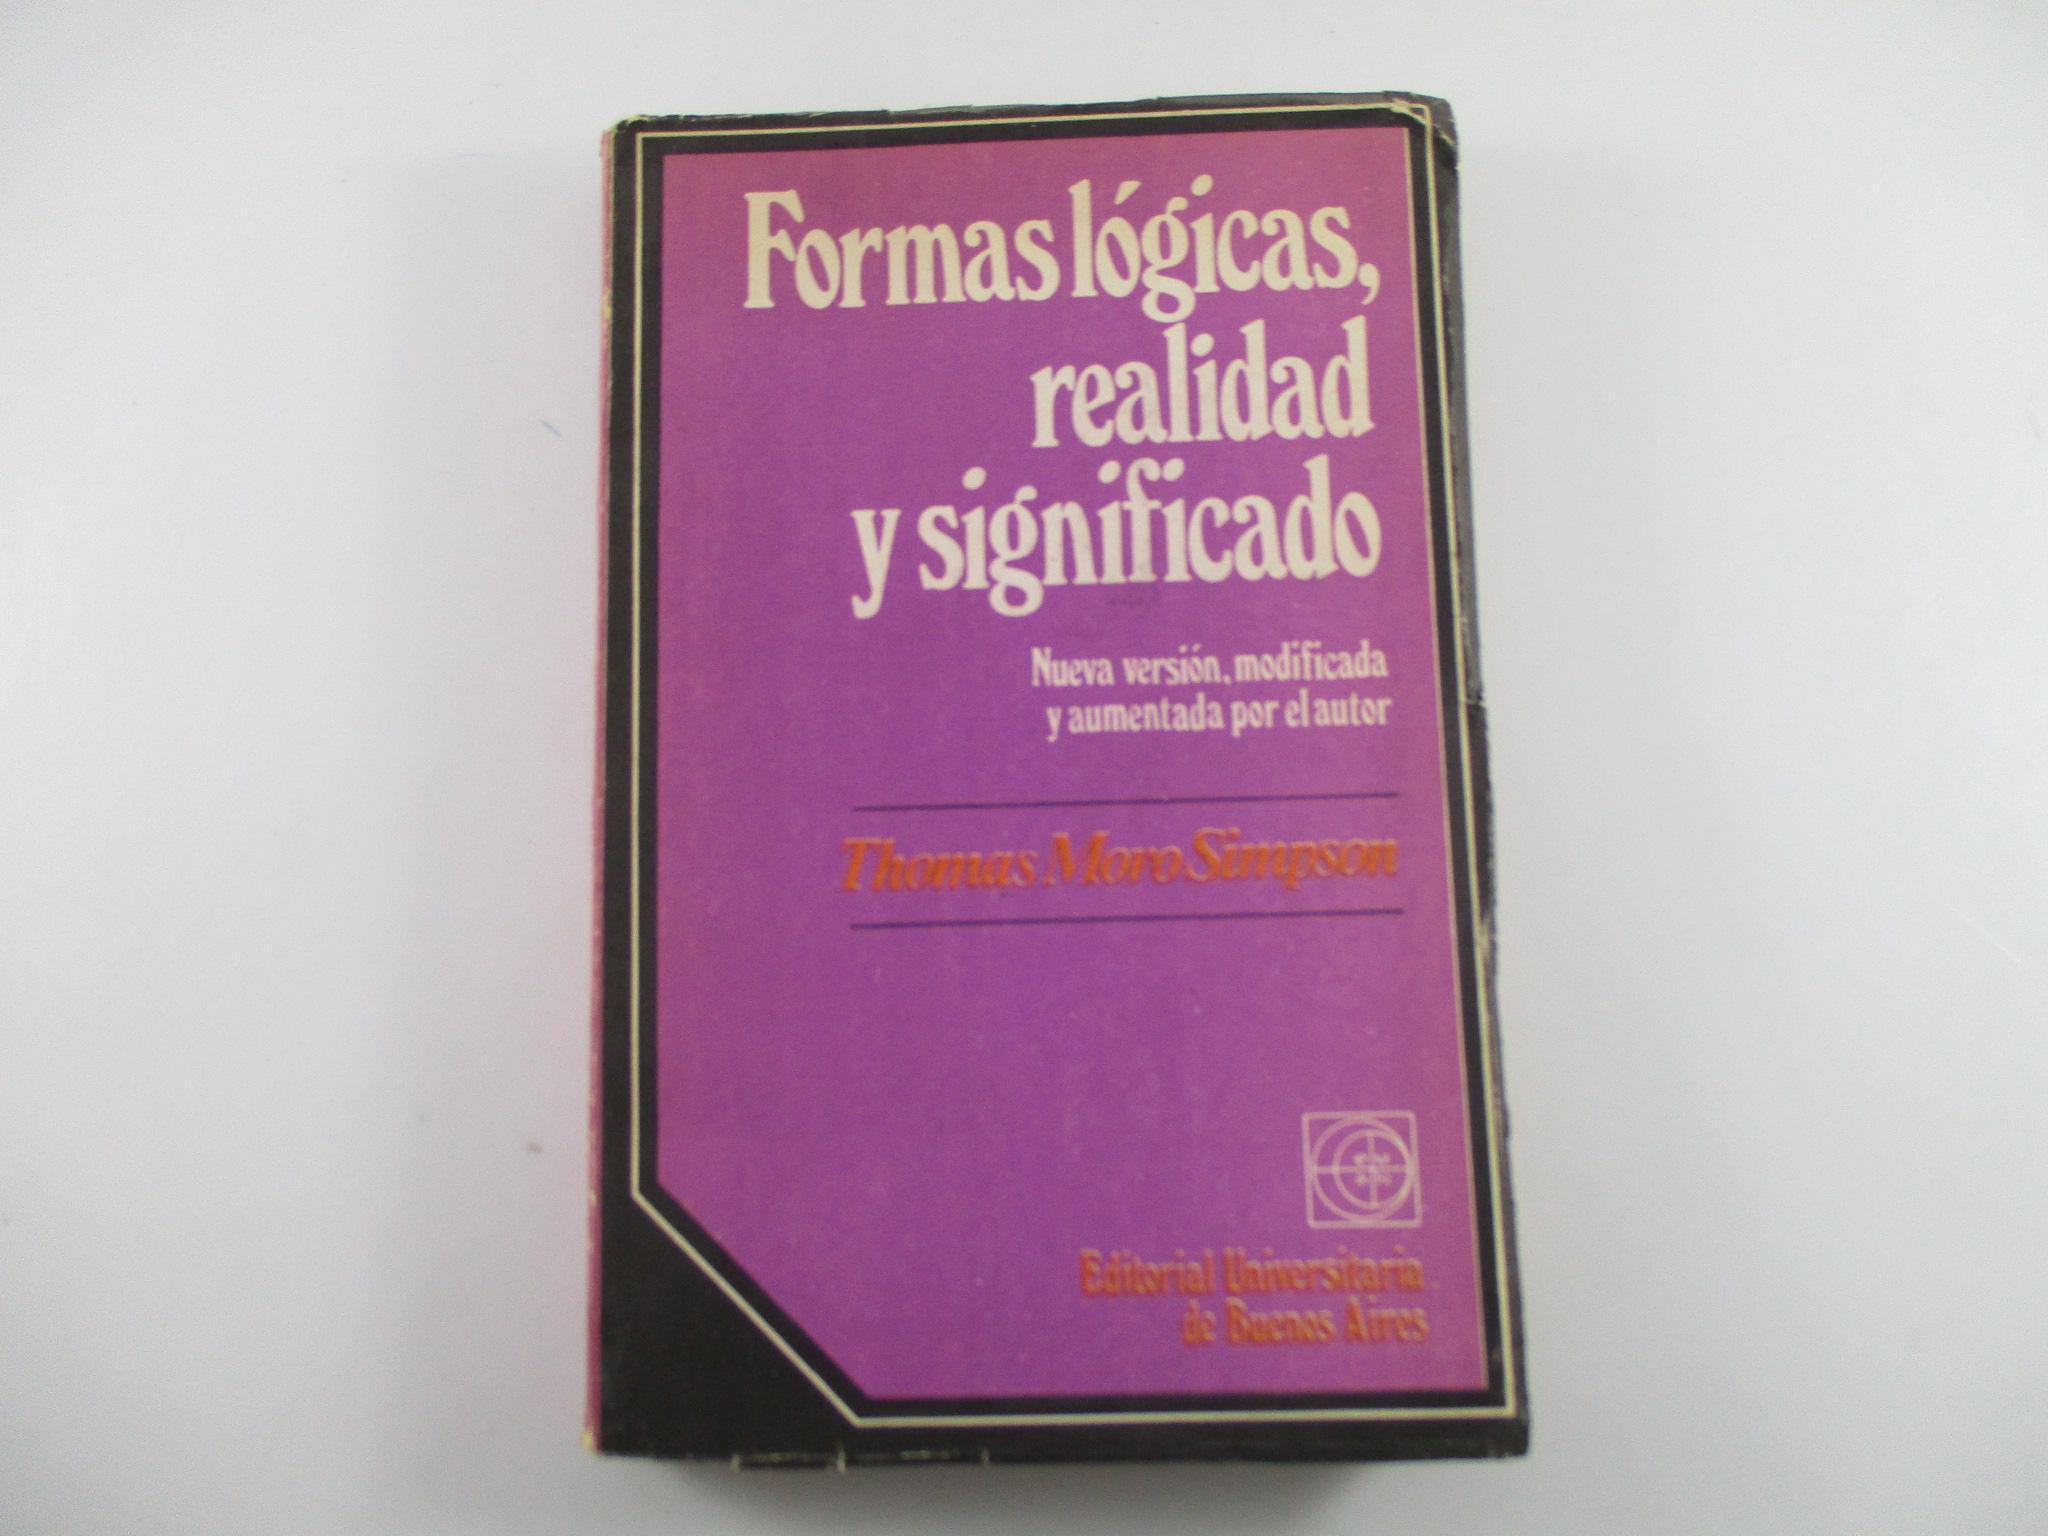 Formas lógicas,
realidad
y significado
Nueva versión, modificada
y aumentada por el autor
Thomas Moro Simpson
Editorial Universitaria
de Buenos Aires